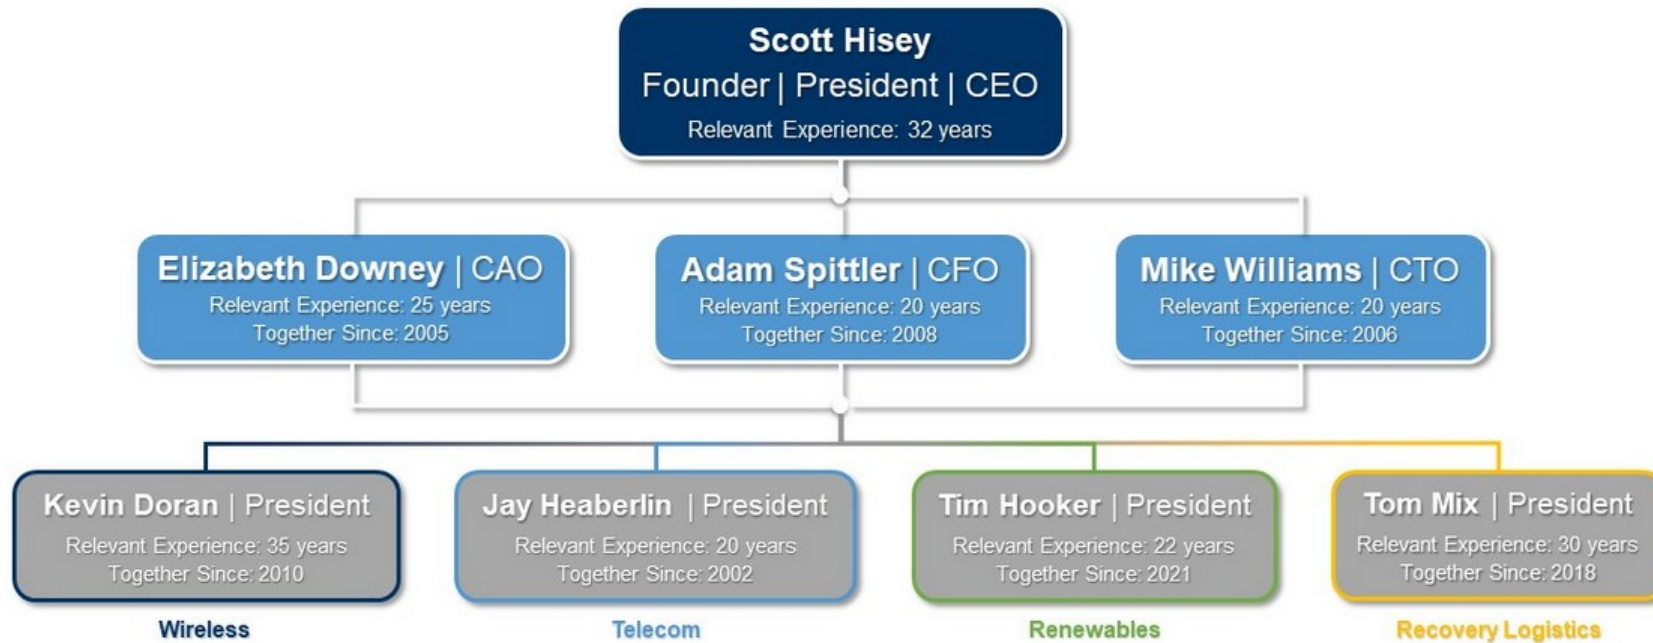 Scott Hisey
Founder | President | CEO
Relevant Experience: 32 years
Elizabeth Downey | CAO
Relevant Experience: 25 years
Together Since: 2005
Adam Spittler | CFO
Relevant Experience: 20 years
Together Since: 2008
Mike Williams | CTO
Relevant Experience: 20 years
Together Since: 2006
Kevin Doran | President
Relevant Experience: 35 years
Together Since: 2010
Jay Heaberlin | President
Relevant Experience: 20 years
Together Since: 2002
Tim Hooker | President
Relevant Experience: 22 years
Together Since: 2021
Tom Mix | President
Relevant Experience: 30 years
Together Since: 2018
Wireless
Telecom
Renewables
Recovery Logistics